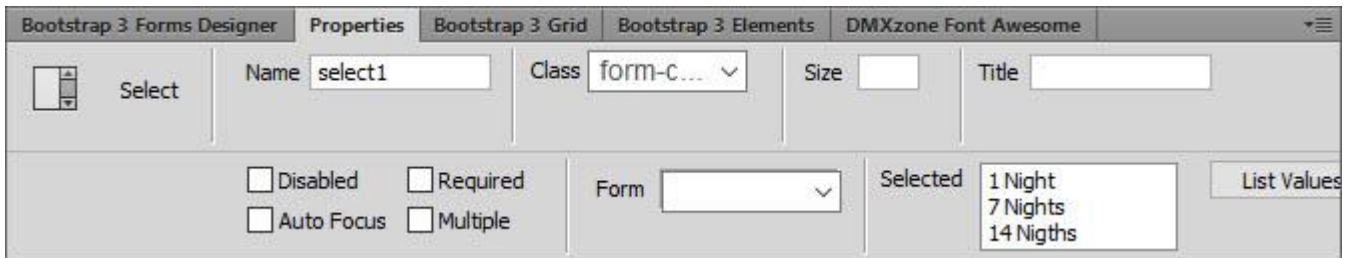 Bootstrap 3 Forms Designer Properties Bootstrap 3 Grid Bootstrap 3 Elements DMXzone Font Awesome
Select Name select1 Class form-c... Size Title
Disabled Required Form Selected 1 Night List Values
Auto Focus Multiple 7 Nights
14 Nigths